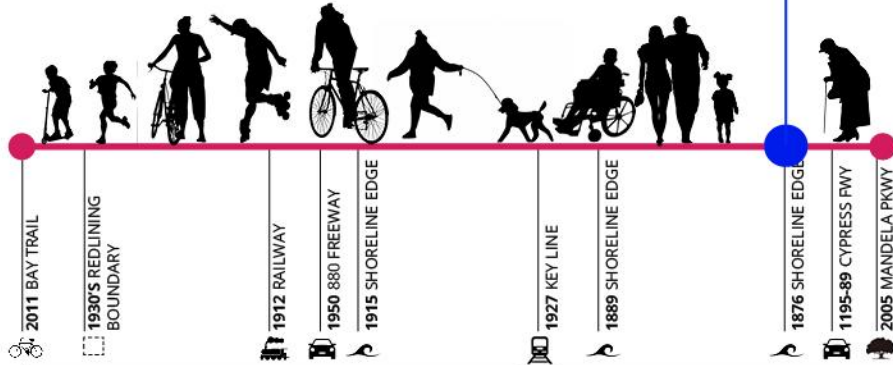 2011 BAY TRAIL
1930'S REDLINING
BOUNDARY
1912 RAILWAY
1950 880 FREEWAY
1915 SHORELINE EDGE
1927 KEY LINE
1889 SHORELINE EDGE
1876 SHORELINE EDGE
1195-89 CYPRESS FWY
2005 MANDELA PKWY